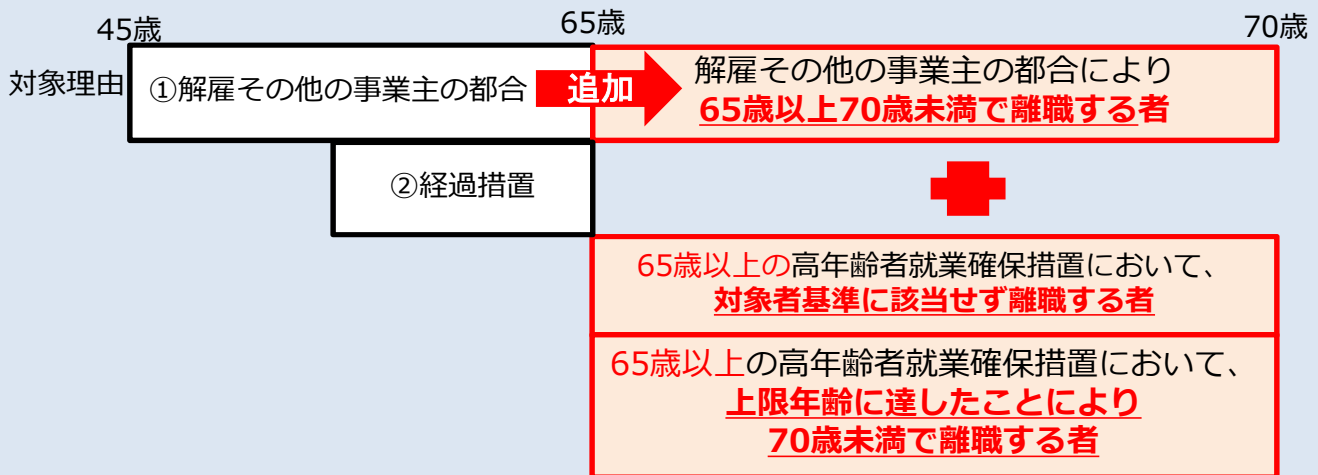 45歳
65歳
70歳
対象理由
①解雇その他の事業主の都合
追加
解雇その他の事業主の都合により
65歳以上70歳未満で離職する者
②経過措置
65歳以上の高年齢者就業確保措置において、
対象者基準に該当せず離職する者
65歳以上の高年齢者就業確保措置において、
上限年齢に達したことにより
70歳未満で離職する者